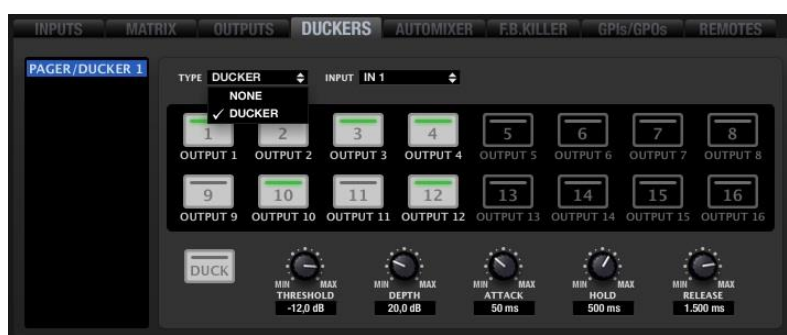 INPUTS MATRIX OUTPUTS DUCKERS AUTOMIXER F.B.KILLER GPIs/GPOs REMOTES
PAGER/DUCKER 1
TYPE DUCKER INPUT IN 1
NONE
✓ DUCKER
1 2 3 4 5 6 7 8
OUTPUT 1 OUTPUT 2 OUTPUT 3 OUTPUT 4 OUTPUT 5 OUTPUT 6 OUTPUT 7 OUTPUT 8
9 10 11 12 13 14 15 16
OUTPUT 9 OUTPUT 10 OUTPUT 11 OUTPUT 12 OUTPUT 13 OUTPUT 14 OUTPUT 15 OUTPUT 16
DUCK
MIN MAX MIN MAX MIN MAX MIN MAX MIN MAX
THRESHOLD DEPTH ATTACK HOLD RELEASE
-12,0 dB 20,0 dB 50 ms 500 ms 1.500 ms